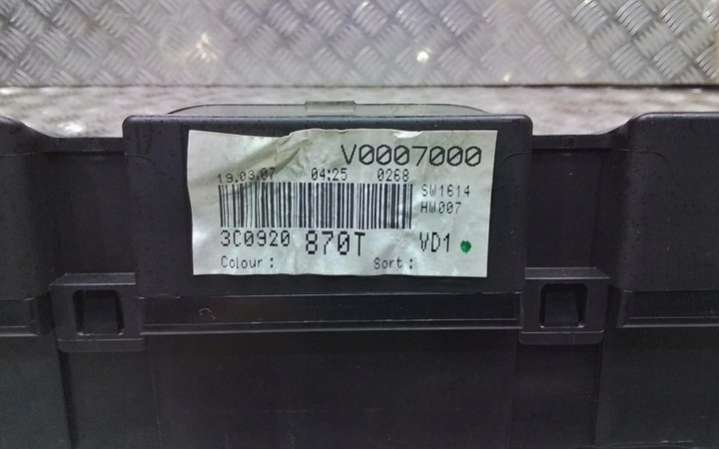 V0007000
19.03.07 04:25 0268
SW1614
HW007
3C0920 870T VD1
Colour : Sort :